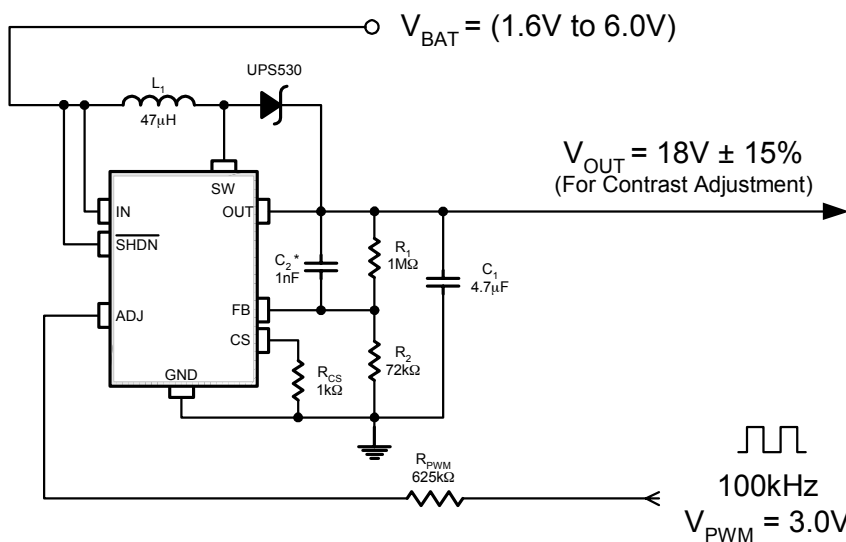 V_BAT = (1.6V to 6.0V)
UPS530
L₁
47µH
SW
V_OUT = 18V ± 15%
(For Contrast Adjustment)
IN
OUT
SHDN
C₂*
1nF
R₁
1MΩ
C₁
4.7µF
ADJ
FB
CS
R₂
72kΩ
R_CS
1kΩ
GND
R_PWM
625kΩ
100kHz
V_PWM = 3.0V